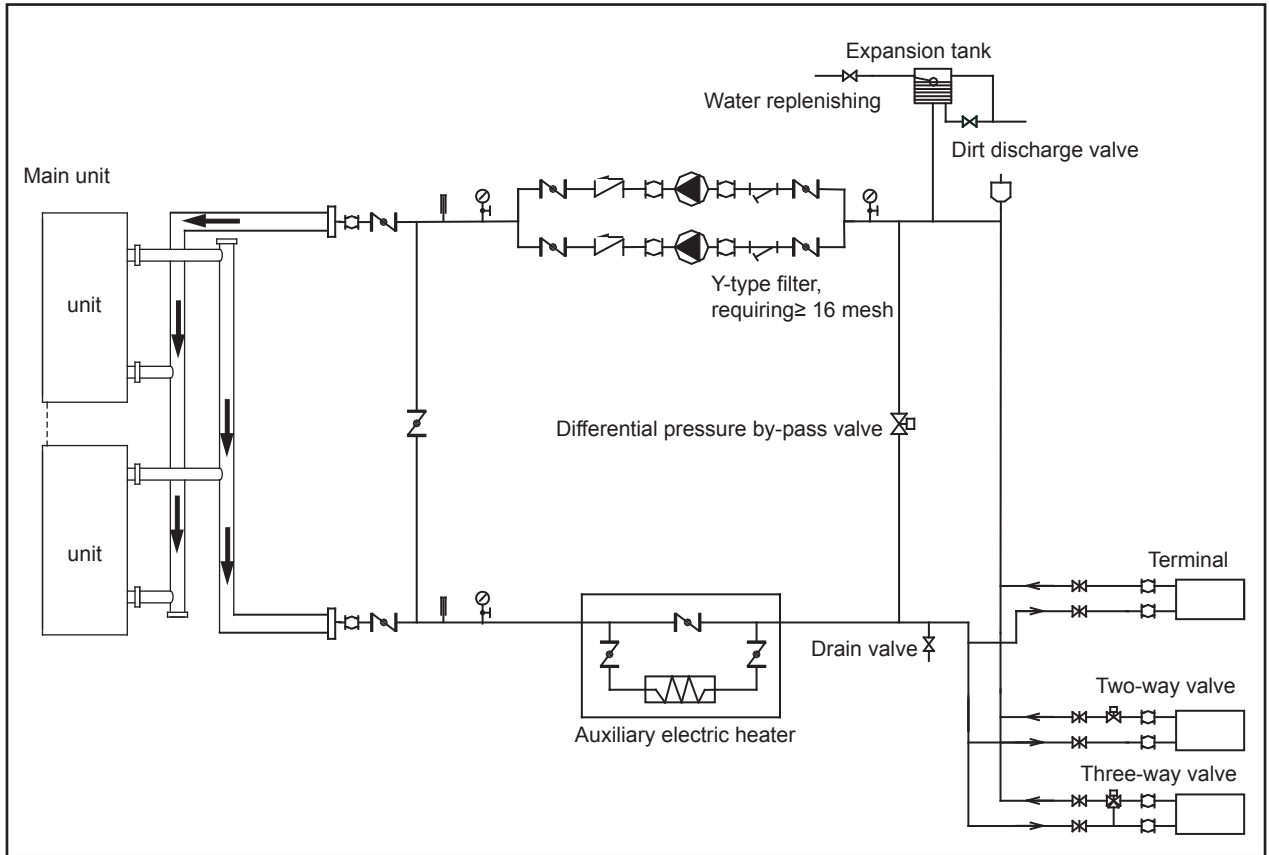 Expansion tank
Water replenishing
Dirt discharge valve
Main unit
unit
Y-type filter,
requiring≥ 16 mesh
Differential pressure by-pass valve
unit
Terminal
Drain valve
Two-way valve
Auxiliary electric heater
Three-way valve